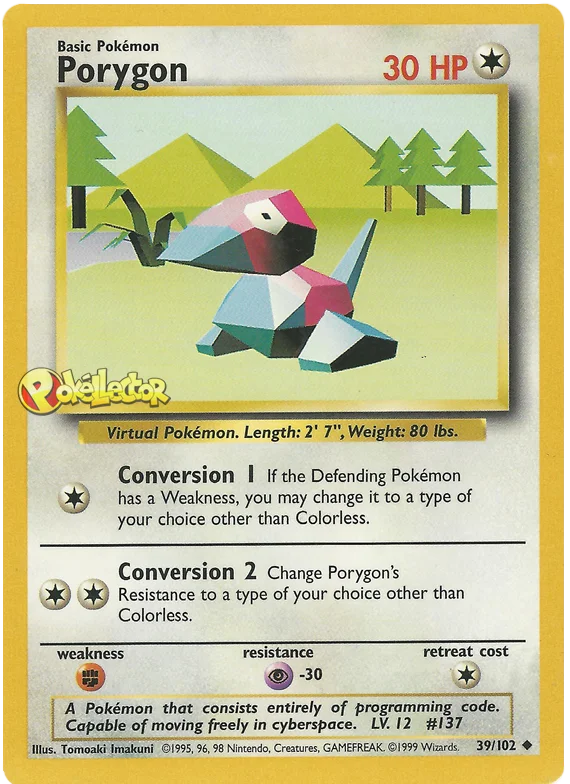 Basic Pokémon
Porygon
30 HP
PokéLLector
Virtual Pokémon. Length: 2' 7", Weight: 80 lbs.
Conversion 1 If the Defending Pokémon
has a Weakness, you may change it to a type of
your choice other than Colorless.
Conversion 2 Change Porygon's
Resistance to a type of your choice other than
Colorless.
weakness resistance retreat cost
-30
A Pokémon that consists entirely of programming code.
Capable of moving freely in cyberspace. LV. 12 #137
Illus. Tomoaki Imakuni ©1995, 96, 98 Nintendo, Creatures, GAMEFREAK. ©1999 Wizards. 39/102